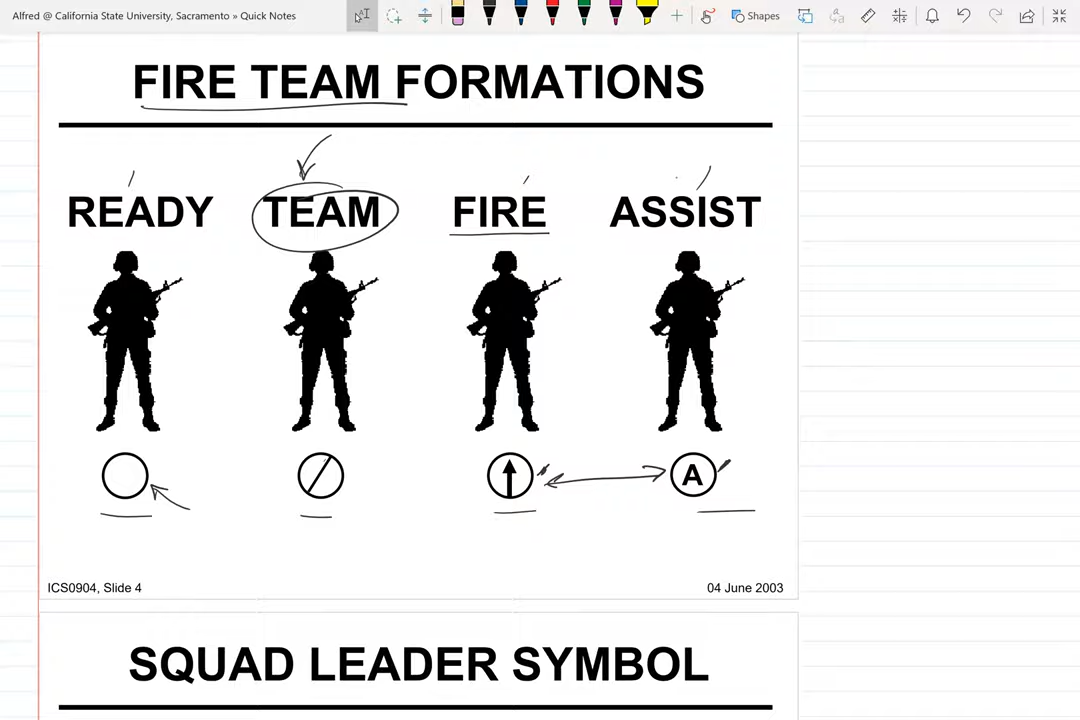 Alfred @ California State University, Sacramento » Quick Notes
Shapes
FIRE TEAM FORMATIONS
READY TEAM FIRE ASSIST
A
ICS0904, Slide 4 04 June 2003
SQUAD LEADER SYMBOL